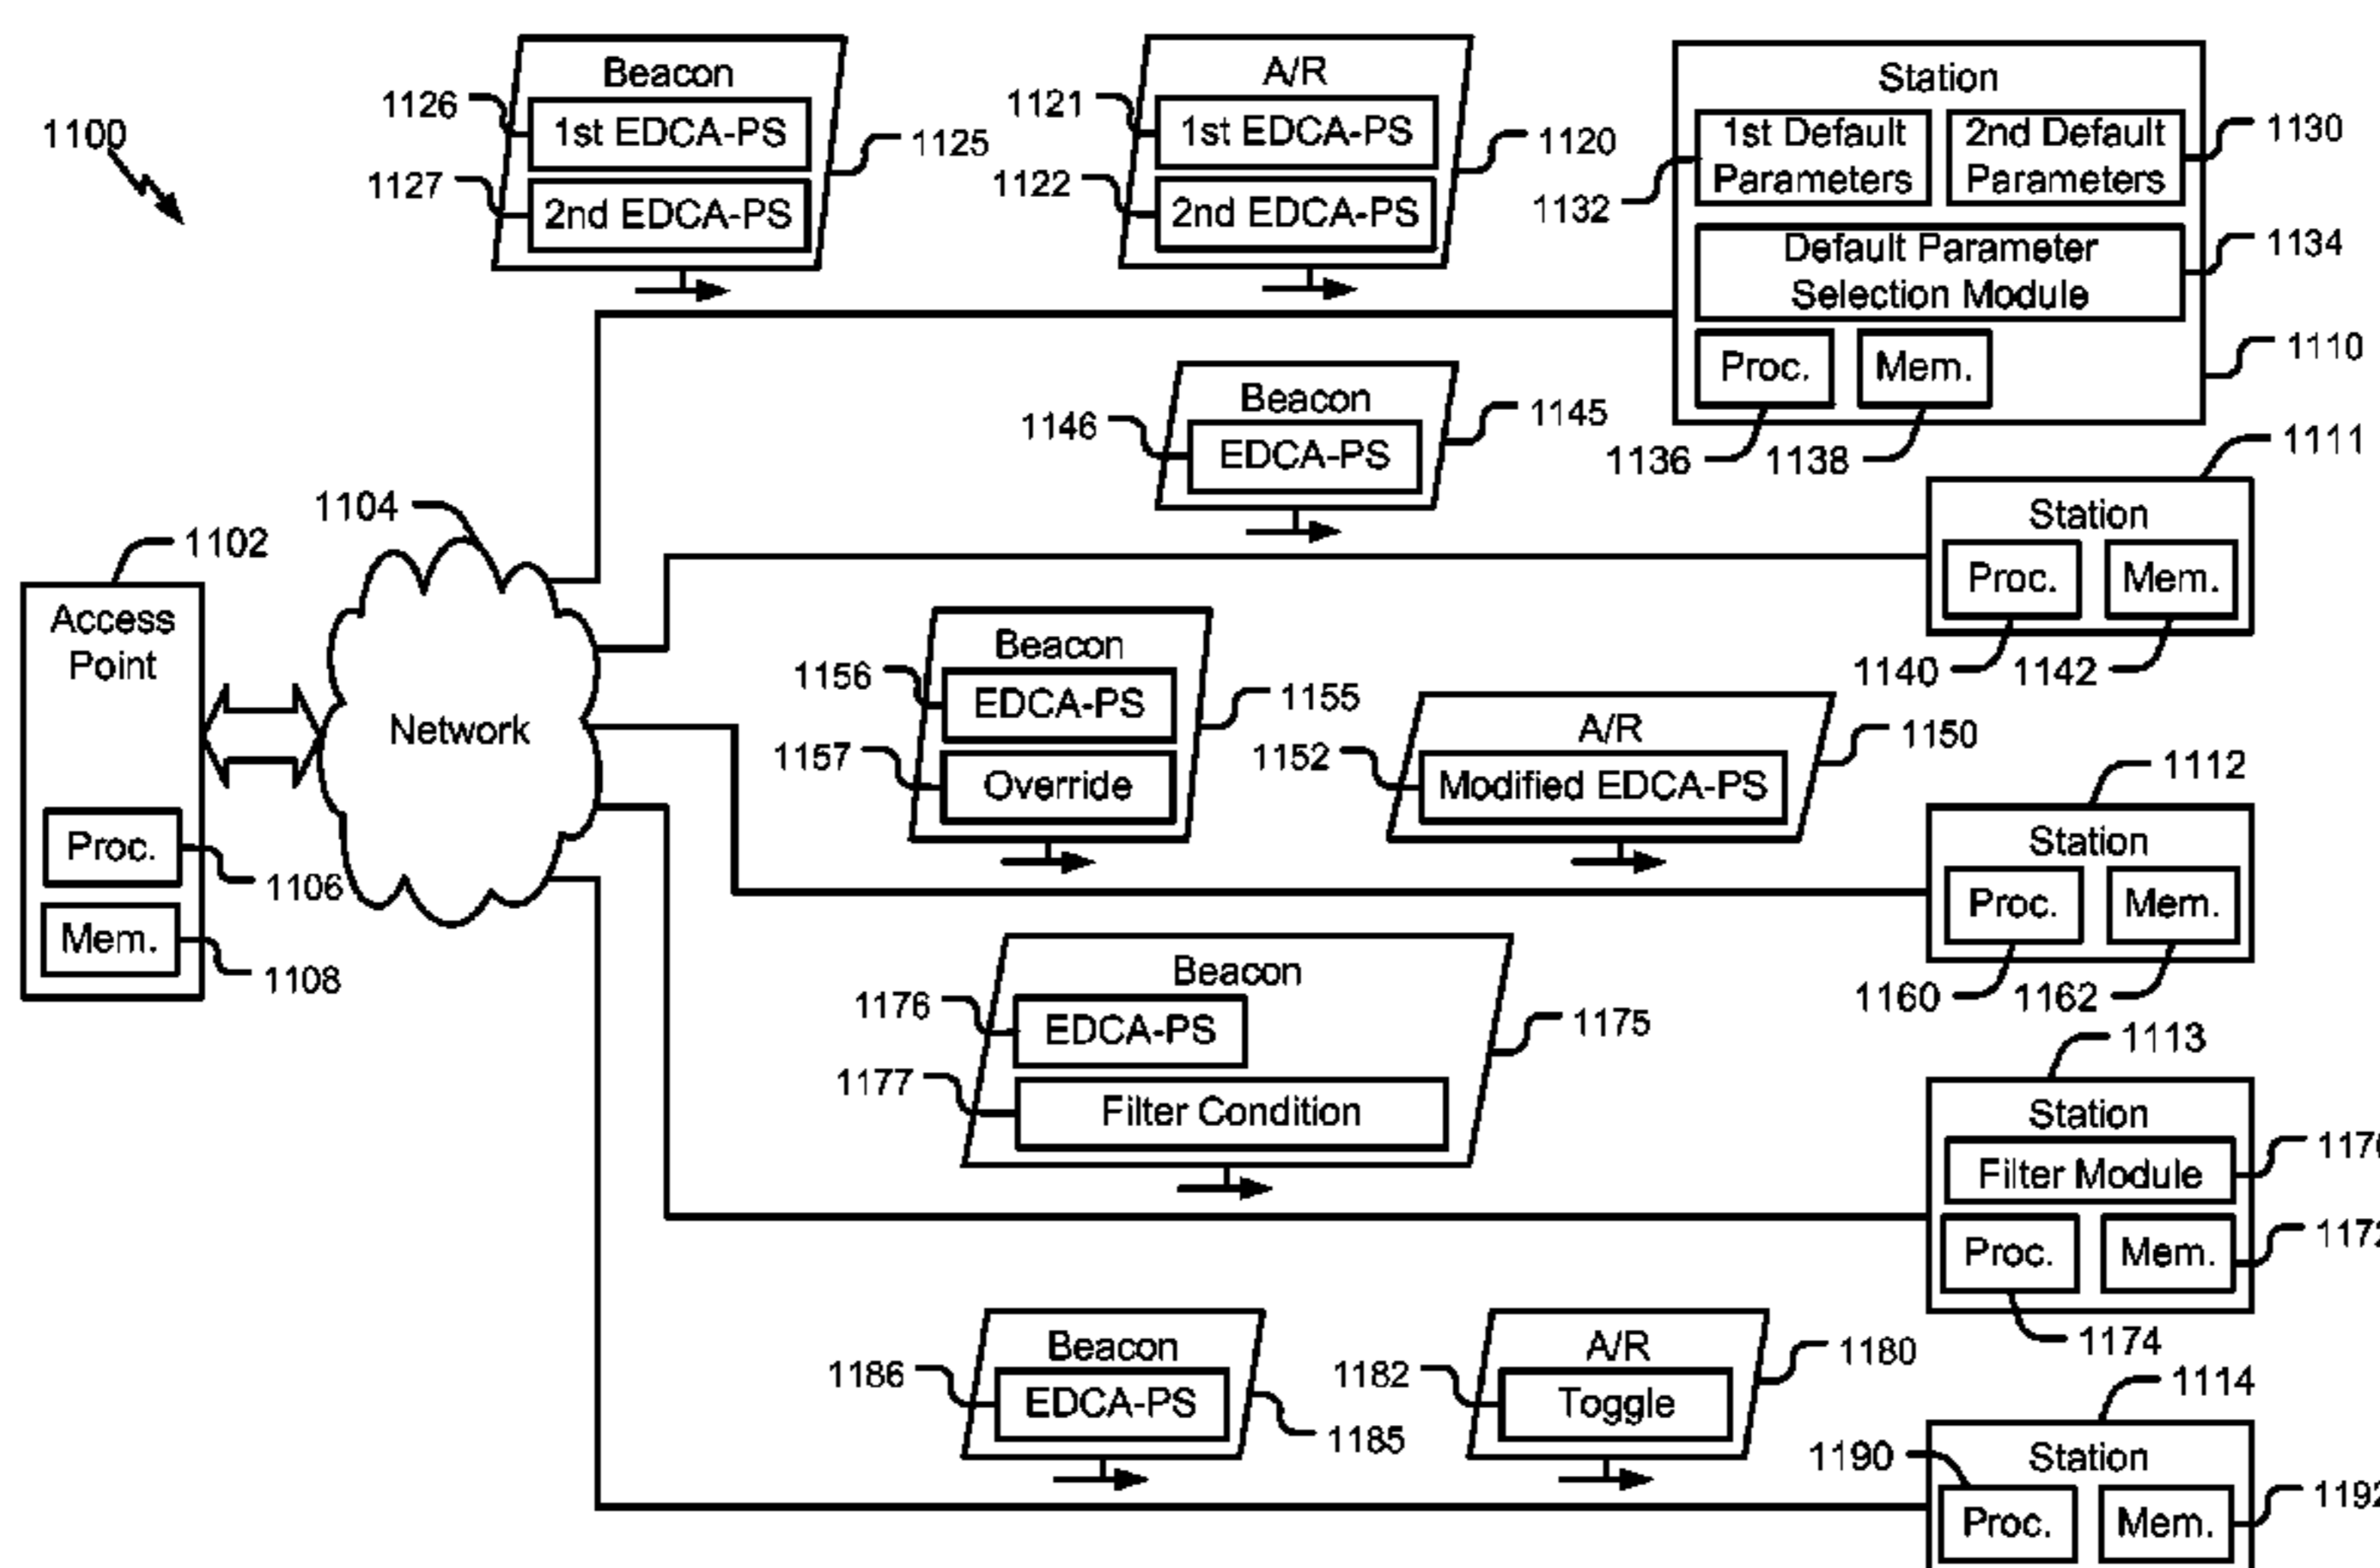 1100
Beacon
1126
1st EDCA-PS
1127
2nd EDCA-PS
1125
A/R
1121
1st EDCA-PS
1122
2nd EDCA-PS
1120
Station
1st Default
Parameters
2nd Default
Parameters
1130
1132
Default Parameter
Selection Module
1134
Proc.
Mem.
1110
1136
1138
Beacon
1146
EDCA-PS
1145
1111
Station
Proc.
Mem.
1140
1142
1104
1102
Access
Point
Network
Proc.
1106
Mem.
1108
Beacon
1156
EDCA-PS
1155
1157
Override
A/R
1152
Modified EDCA-PS
1150
1112
Station
Proc.
Mem.
1160
1162
Beacon
1176
EDCA-PS
1175
1177
Filter Condition
1113
Station
Filter Module
Proc.
Mem.
1174
Beacon
1186
EDCA-PS
1185
A/R
1182
Toggle
1180
1114
1190
Station
Proc.
Mem.